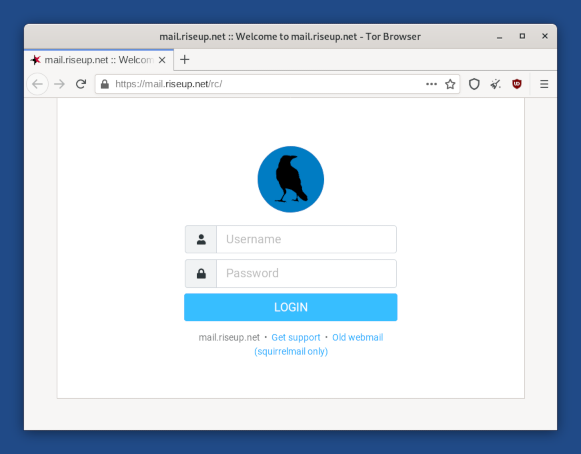 mail.riseup.net :: Welcome to mail.riseup.net - Tor Browser
mail.riseup.net :: Welcom
https://mail.riseup.net/rc/
Username
Password
LOGIN
mail.riseup.net • Get support • Old webmail
(squirrelmail only)